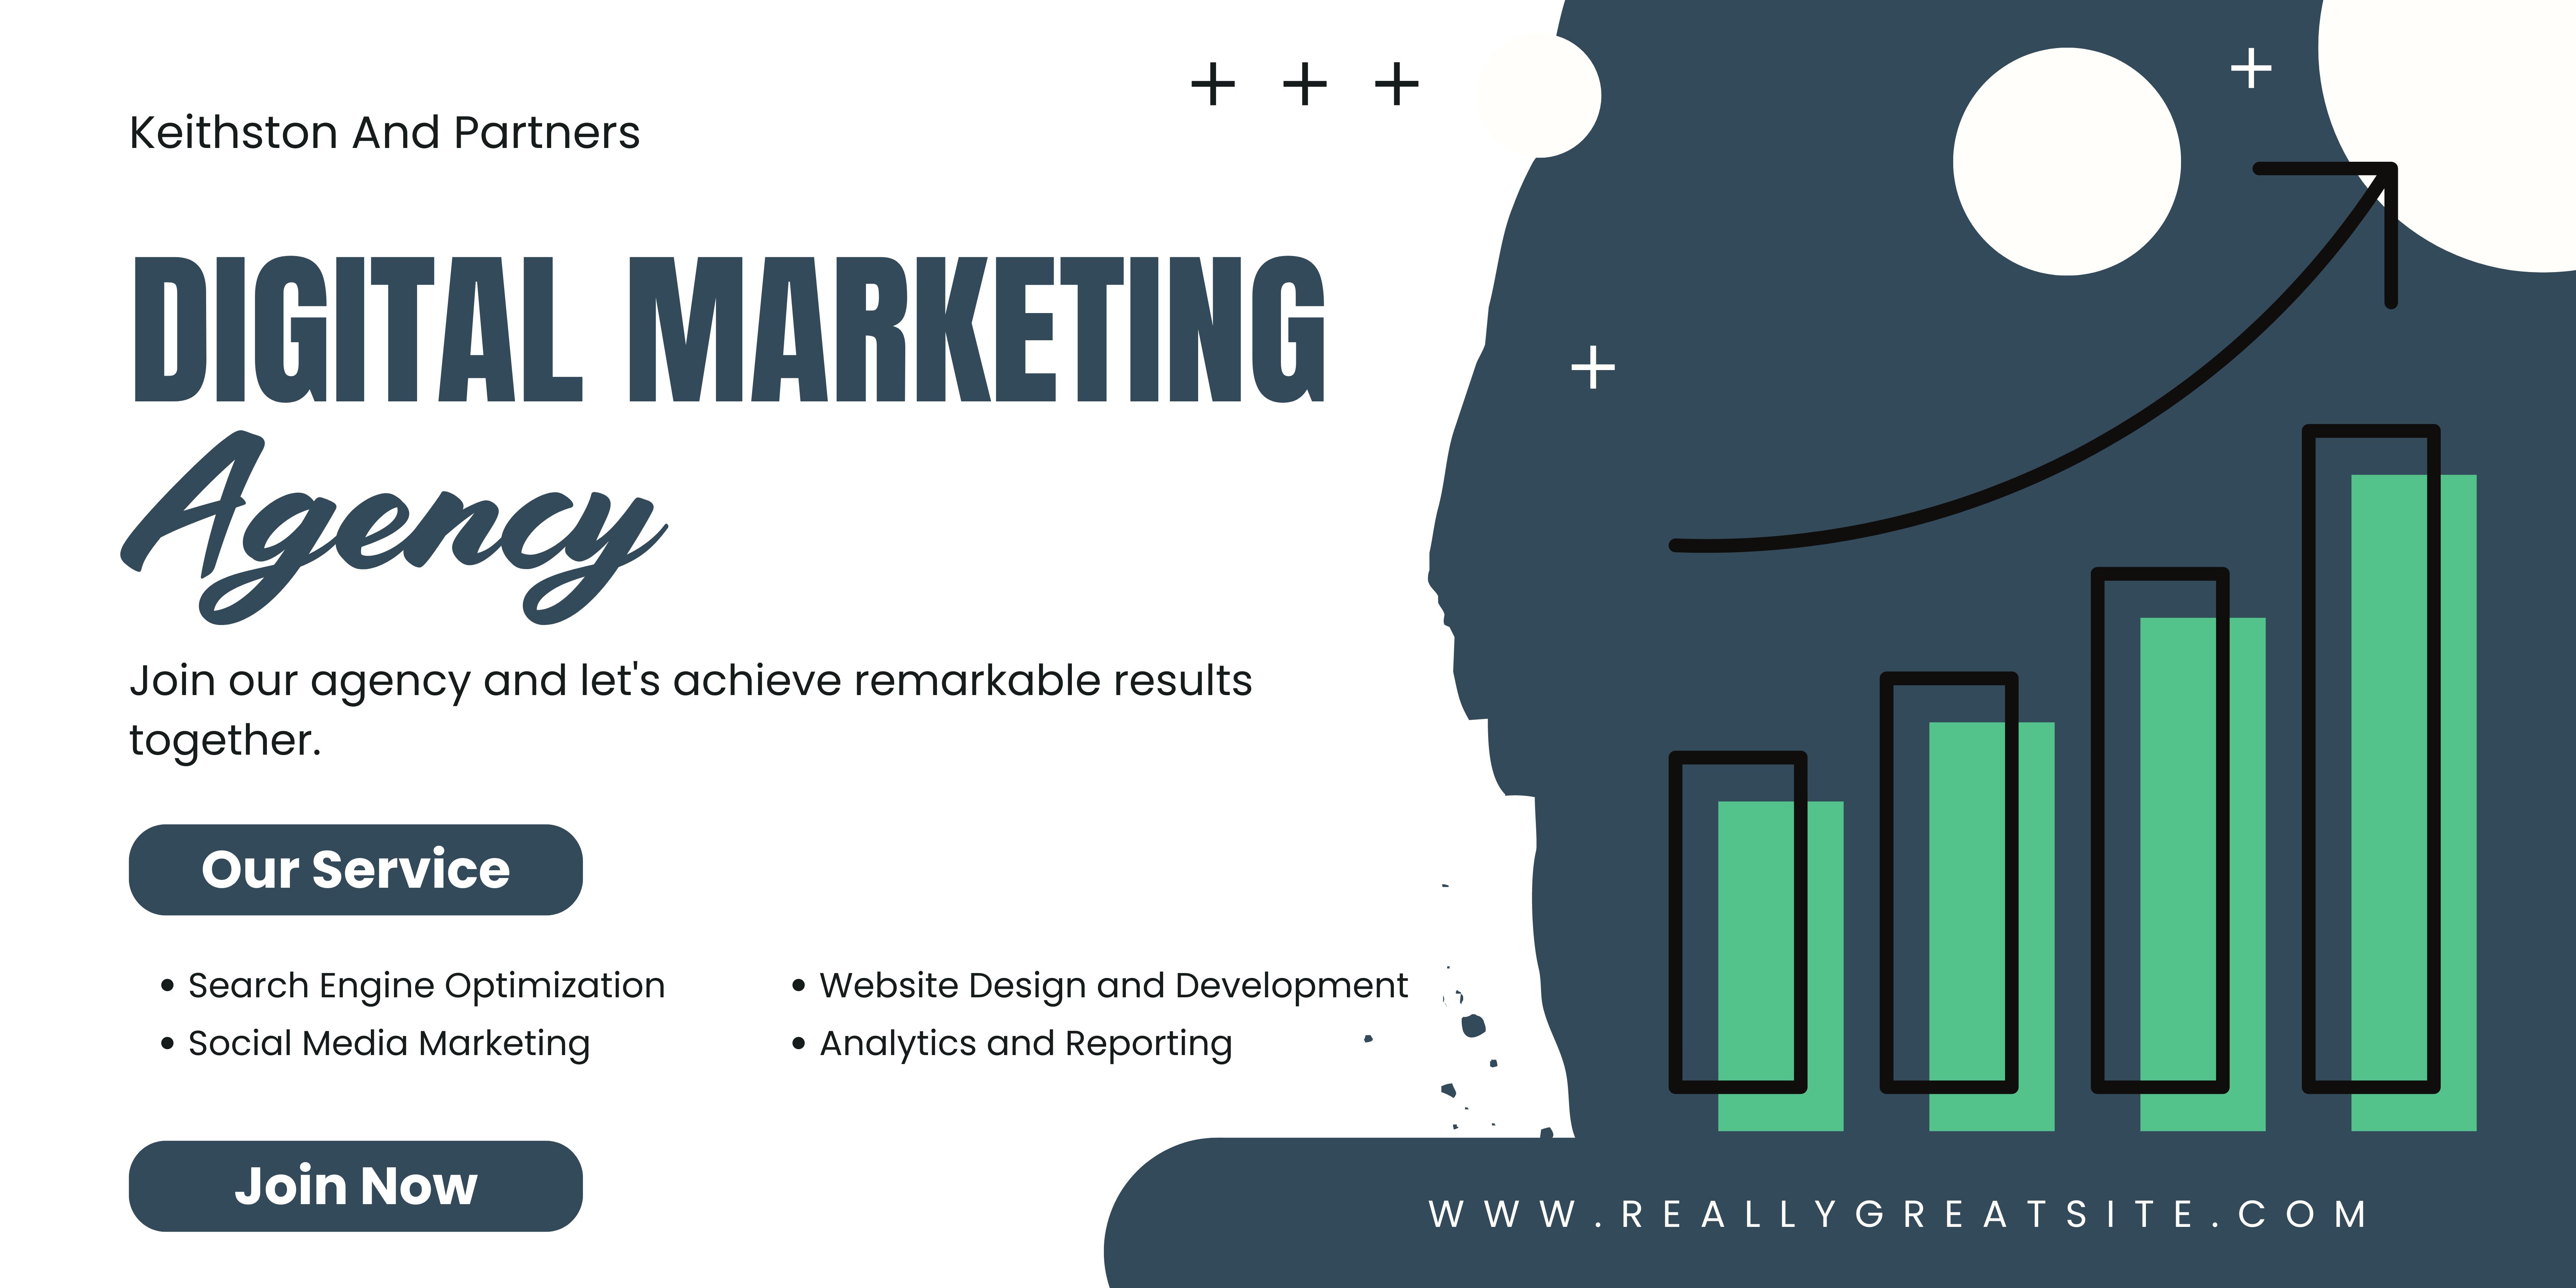 Keithston And Partners
DIGITAL MARKETING
Agency
Join our agency and let's achieve remarkable results
together.
Our Service
• Search Engine Optimization
• Social Media Marketing
• Website Design and Development
• Analytics and Reporting
Join Now
WWW.REALLYGREATSITE.COM